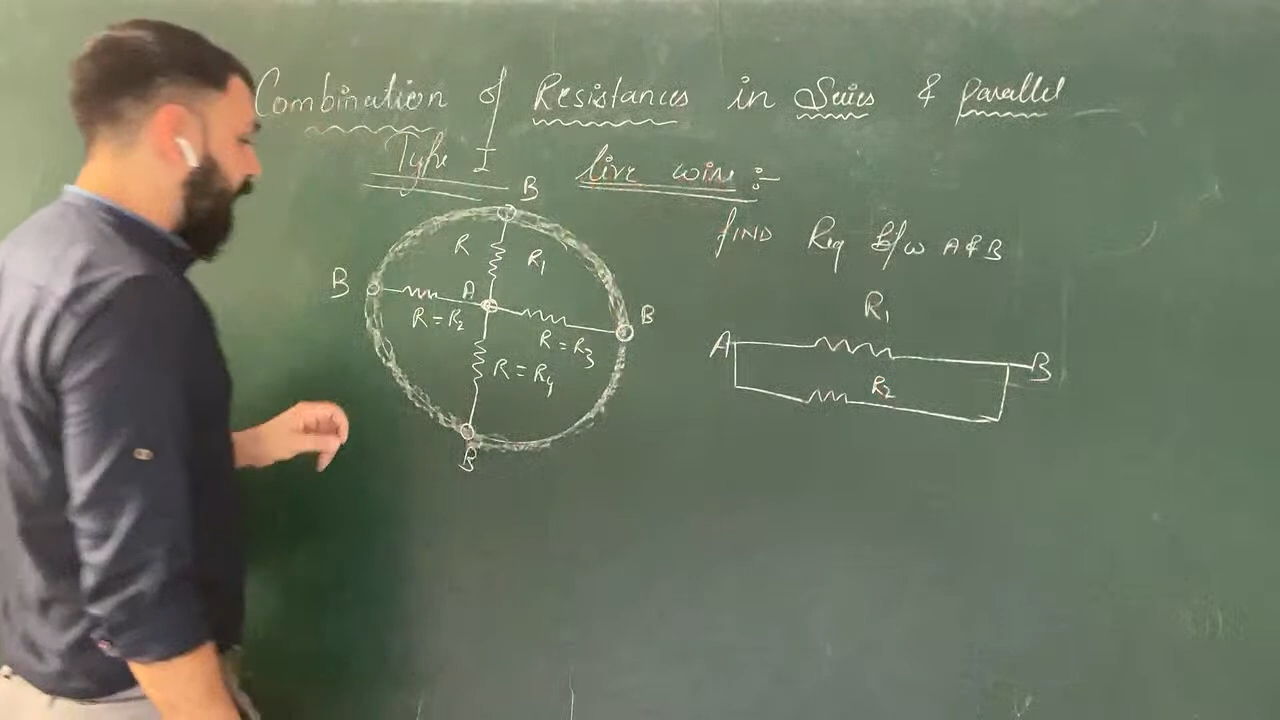 Combination of Resistances in Series & parallel
Type I live wire :-
B
FIND Req B/w A & B
R R1
B A B
R = R2
R = R3
R = R4
B
R1
A B
R2